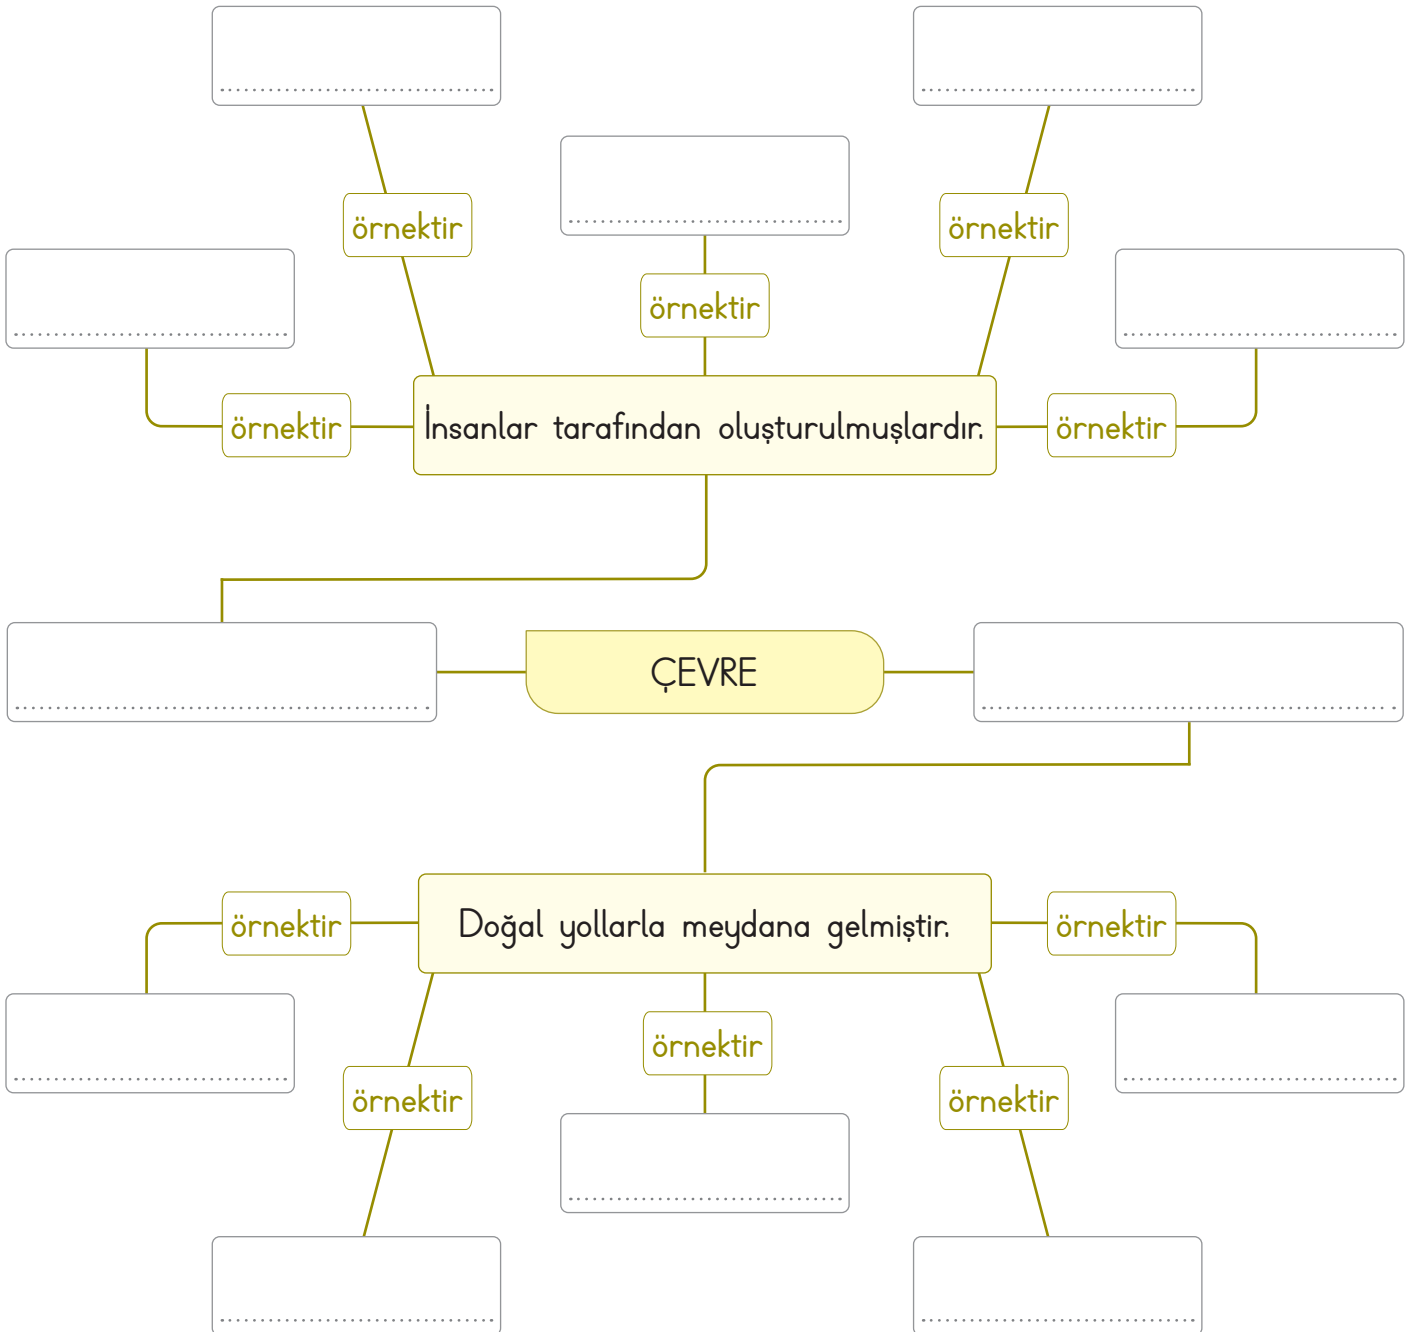 örnektir
örnektir
örnektir
örnektir
örnektir
İnsanlar tarafından oluşturulmuşlardır.
ÇEVRE
Doğal yollarla meydana gelmiştir.
örnektir
örnektir
örnektir
örnektir
örnektir